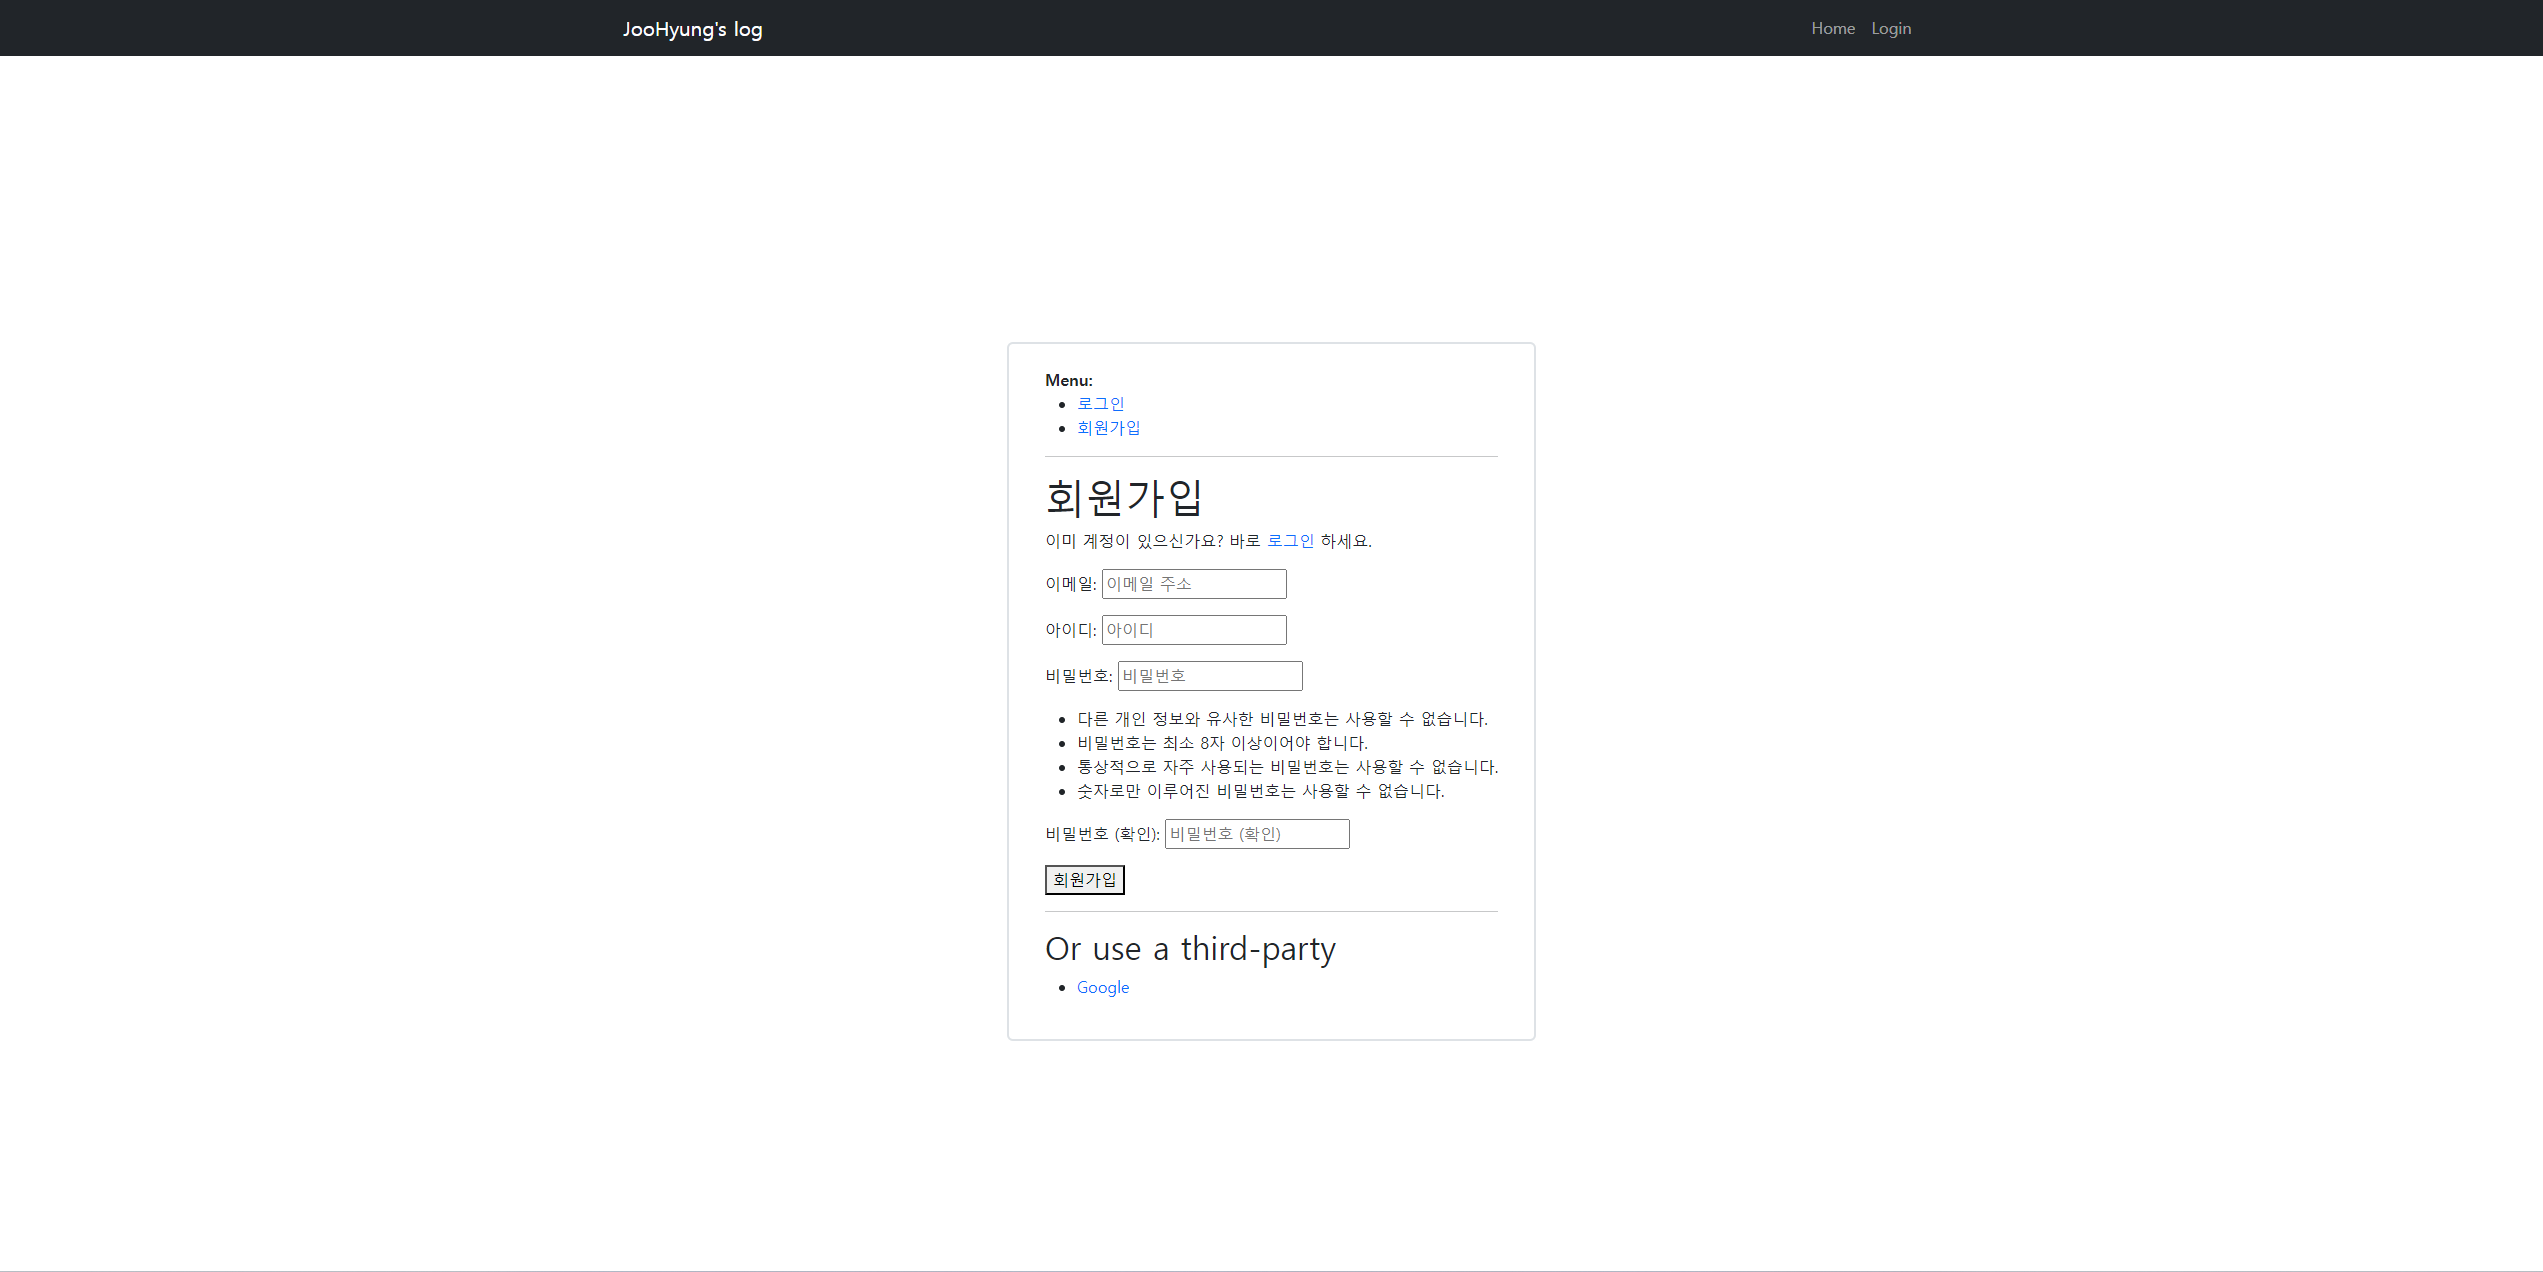 JooHyung's log Home Login
Menu:
로그인
회원가입
회원가입
이미 계정이 있으신가요? 바로 로그인 하세요.
이메일: 이메일 주소
아이디: 아이디
비밀번호: 비밀번호
다른 개인 정보와 유사한 비밀번호는 사용할 수 없습니다.
비밀번호는 최소 8자 이상이어야 합니다.
통상적으로 자주 사용되는 비밀번호는 사용할 수 없습니다.
숫자로만 이루어진 비밀번호는 사용할 수 없습니다.
비밀번호 (확인): 비밀번호 (확인)
회원가입
Or use a third-party
Google